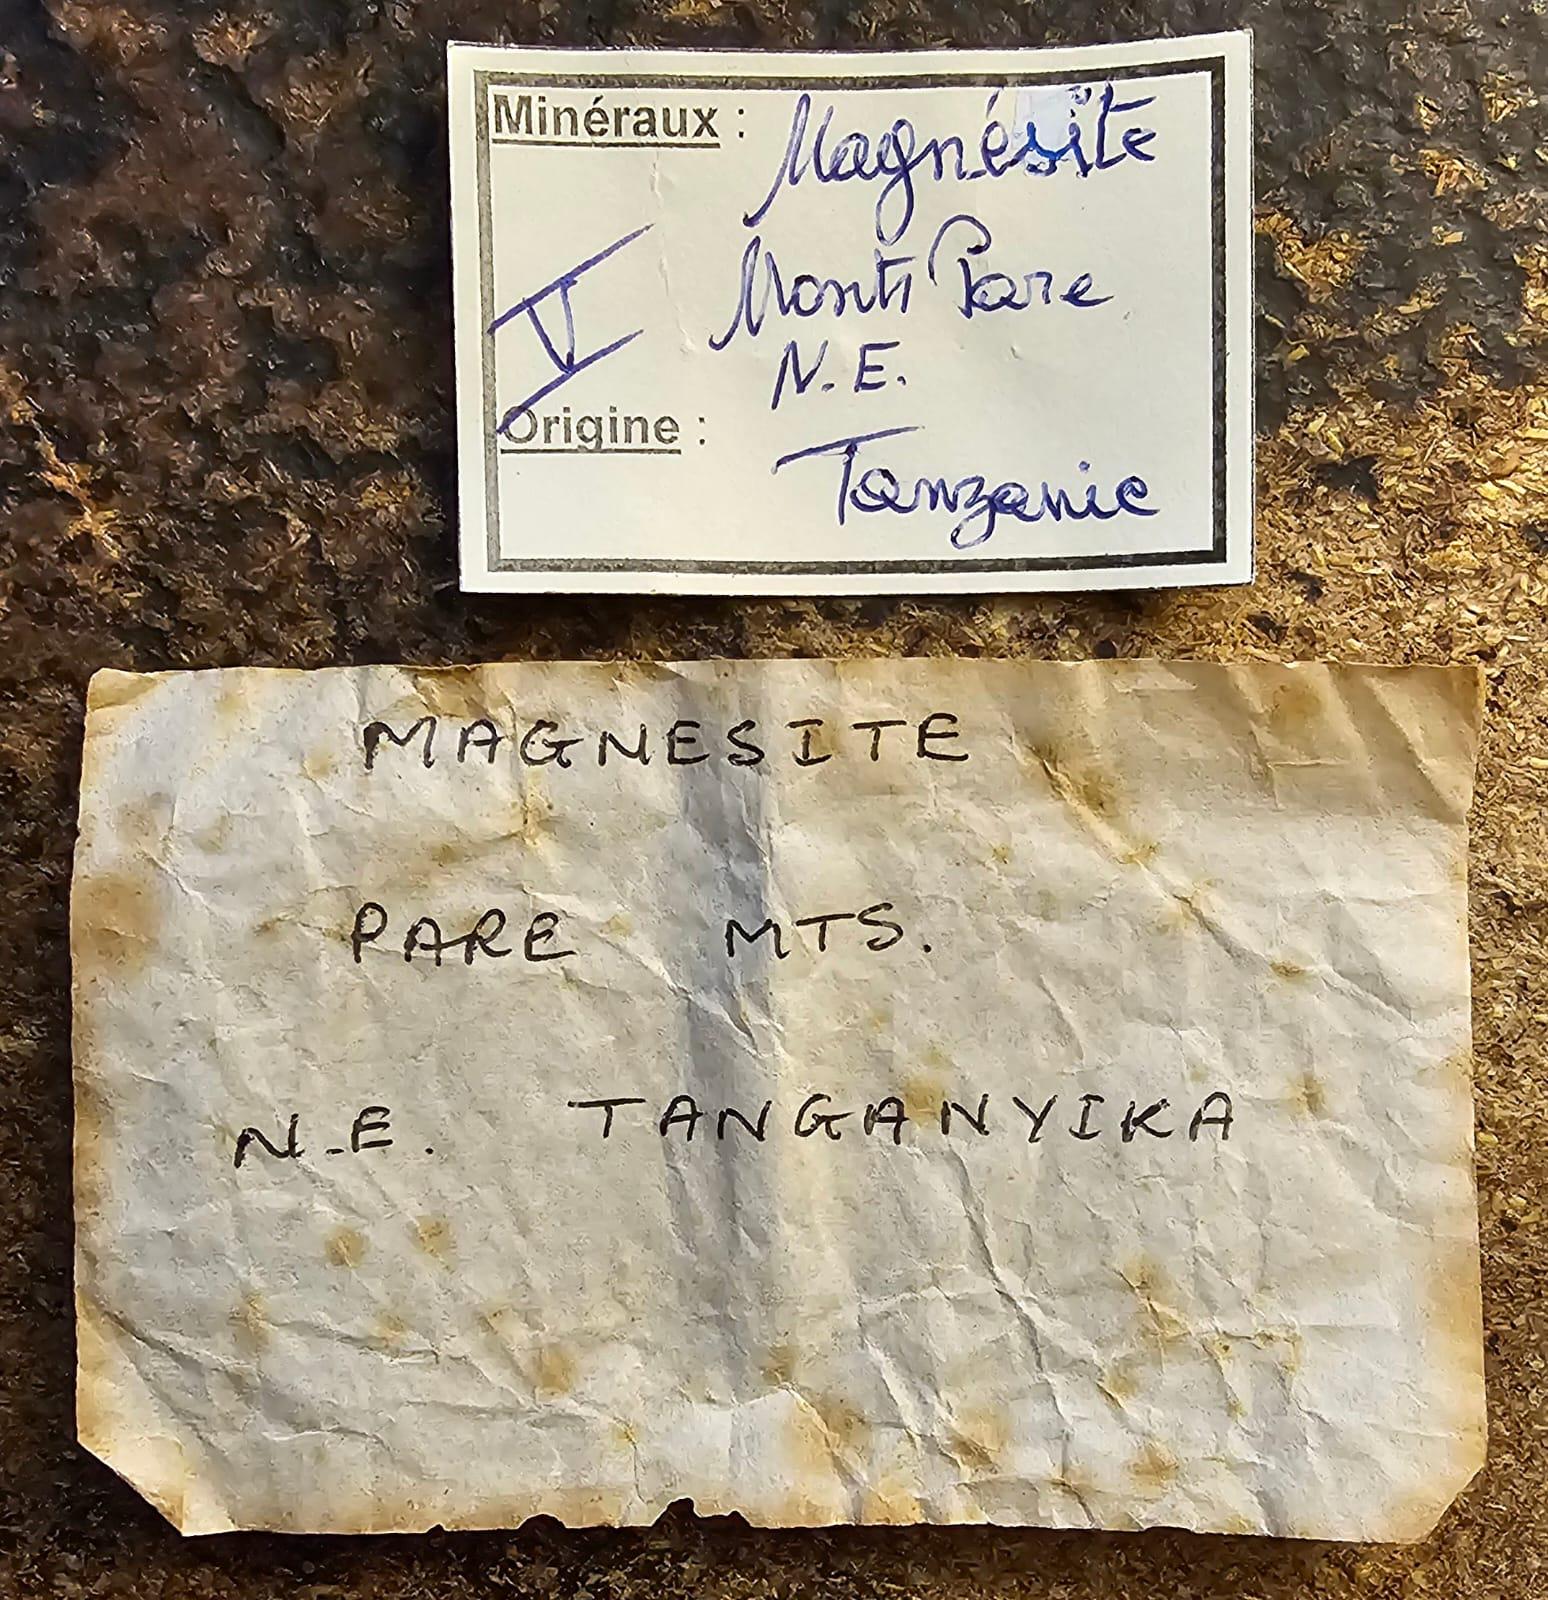 Minéraux : Magnésite
Monts Pare
V
N.E.
Origine :
Tanzanie
MAGNESITE
PARE MTS.
N.E. TANGANYIKA